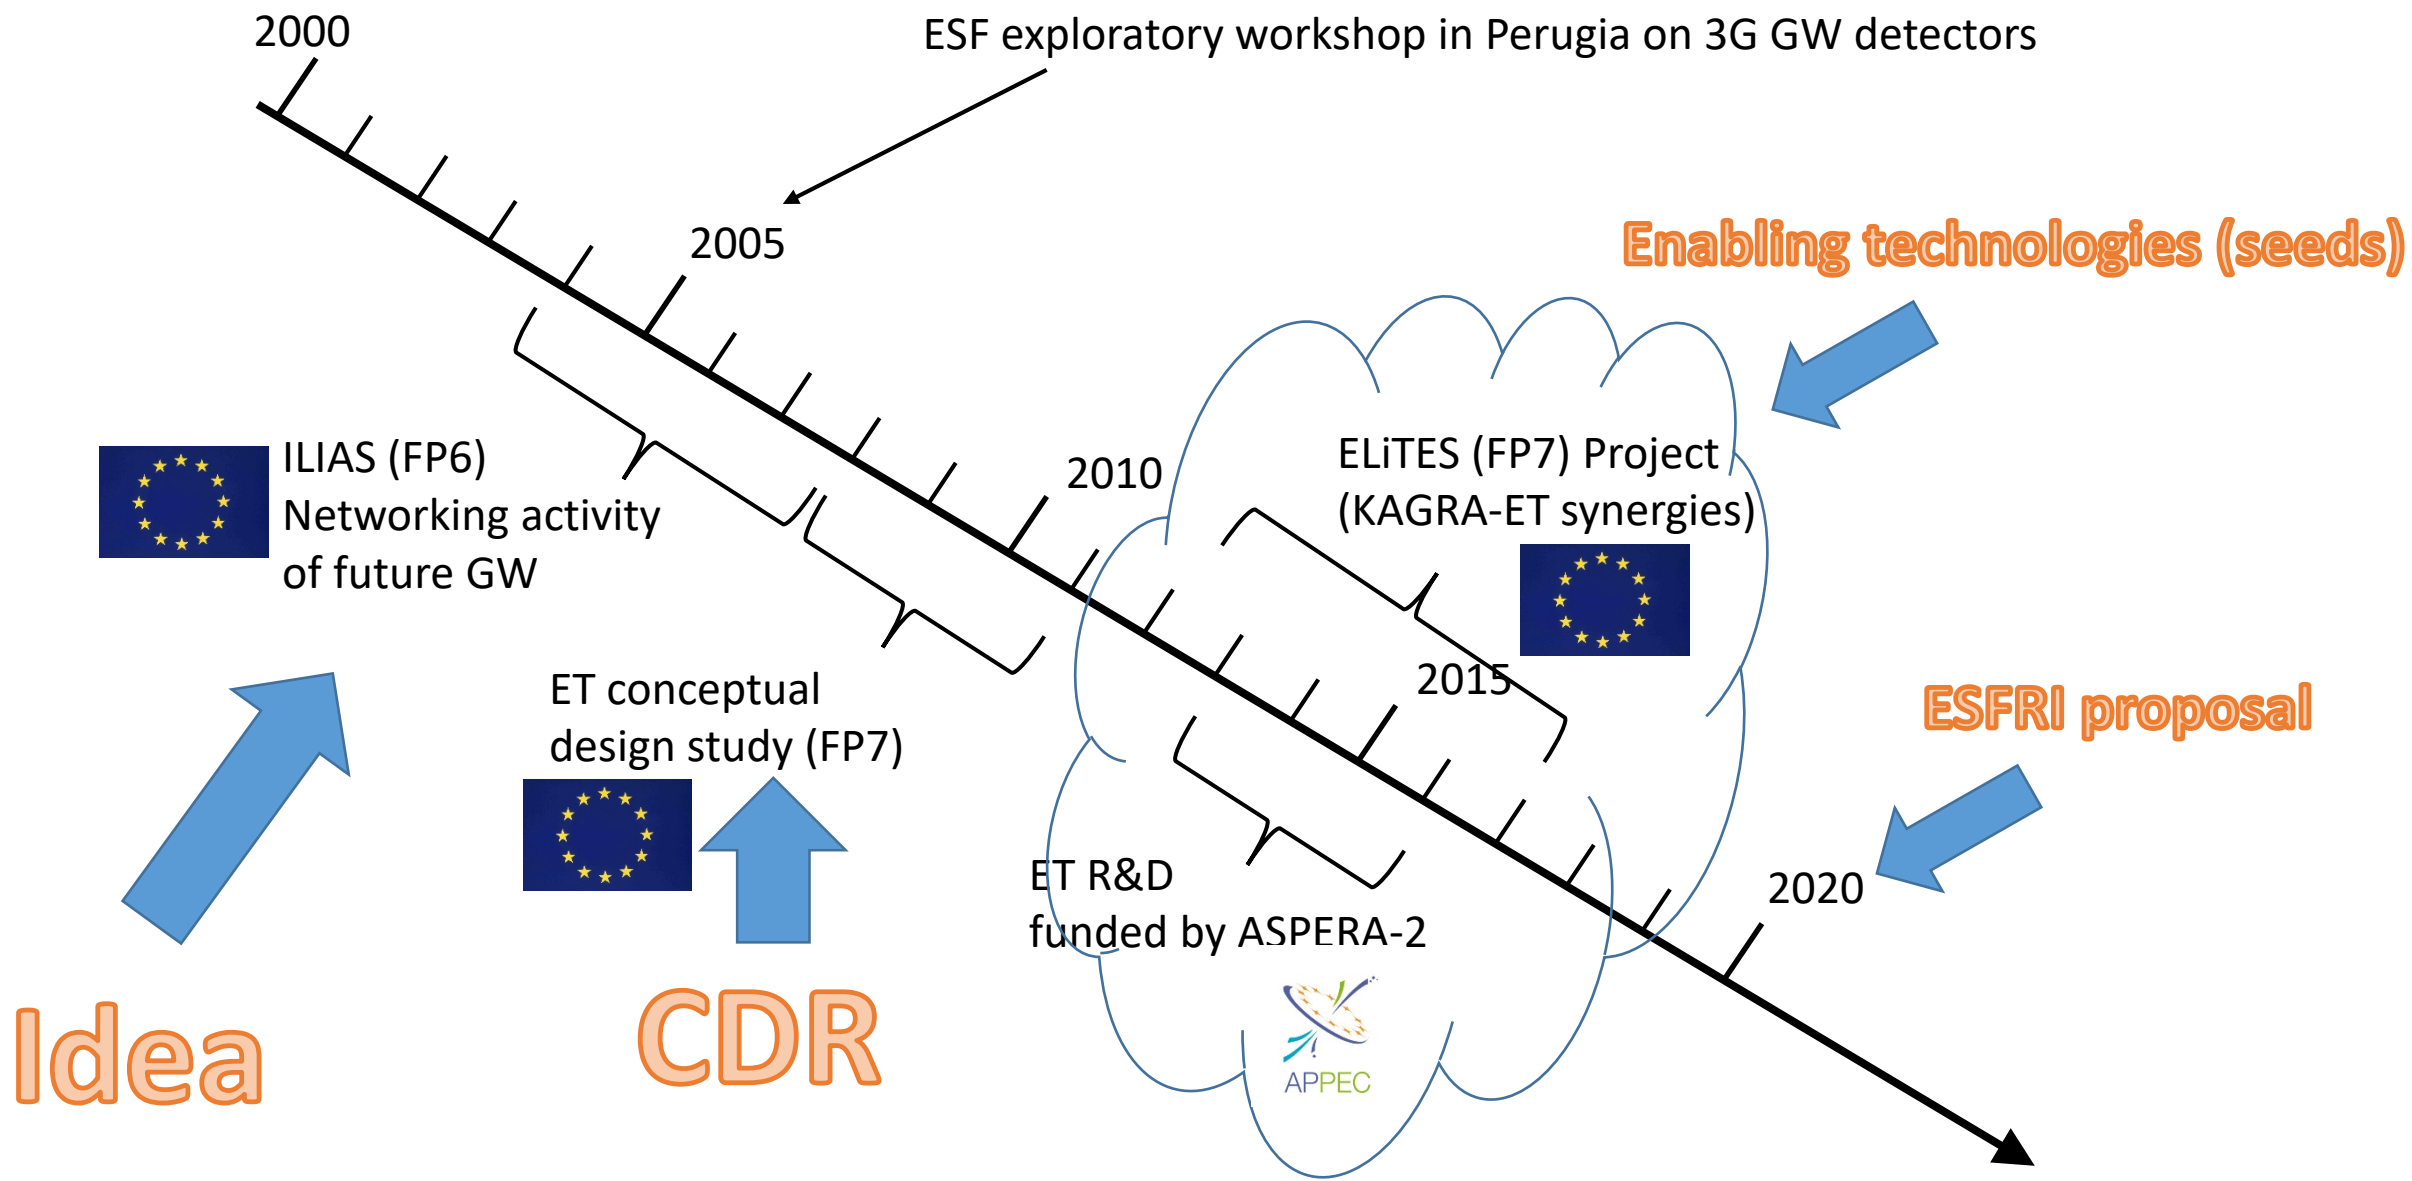 2000
ESF exploratory workshop in Perugia on 3G GW detectors
2005
Enabling technologies (seeds)
ILIAS (FP6)
Networking activity
of future GW
2010
ELiTES (FP7) Project
(KAGRA-ET synergies)
ET conceptual
design study (FP7)
2015
ESFRI proposal
ET R&D
funded by ASPERA-2
2020
Idea
CDR
APPEC